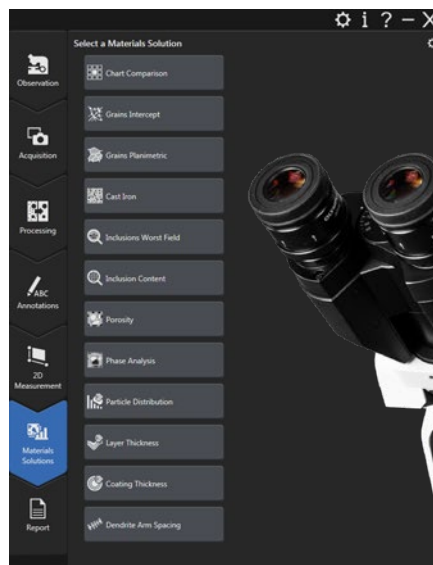 Select a Materials Solution
Observation
Acquisition
Processing
ABC
Annotations
2D
Measurement
Materials
Solutions
Report
Chart Comparison
Grains Intercept
Grains Planimetric
Cast Iron
Inclusions Worst Field
Inclusion Content
Porosity
Phase Analysis
Particle Distribution
Layer Thickness
Coating Thickness
Dendrite Arm Spacing